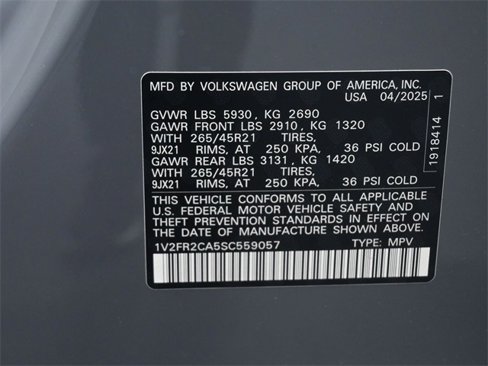 MFD BY VOLKSWAGEN GROUP OF AMERICA, INC.
USA 04/2025
GVWR LBS 5930, KG 2690
GAWR FRONT LBS 2910, KG 1320
WITH 265/45R21 TIRES,
9JX21 RIMS, AT 250 KPA, 36 PSI COLD
GAWR REAR LBS 3131, KG 1420
WITH 265/45R21 TIRES,
9JX21 RIMS, AT 250 KPA, 36 PSI COLD
THIS VEHICLE CONFORMS TO ALL APPLICABLE
U.S. FEDERAL MOTOR VEHICLE SAFETY AND
THEFT PREVENTION STANDARDS IN EFFECT ON
THE DATE OF MANUFACTURE SHOWN ABOVE.
1V2FR2CA5SC559057 TYPE: MPV
1918414 1